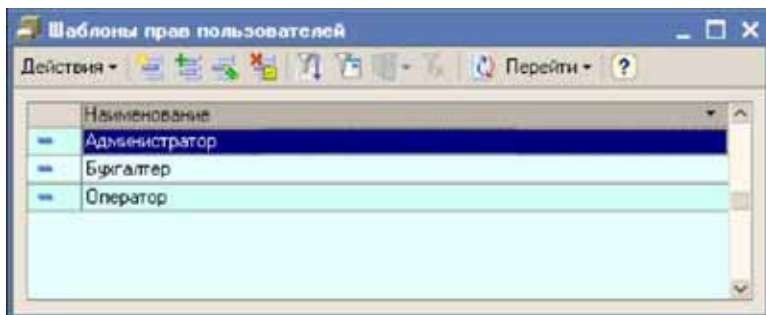 Шаблоны прав пользователей
Действия Перейти ?
Наименование
Администратор
Бухгалтер
Оператор